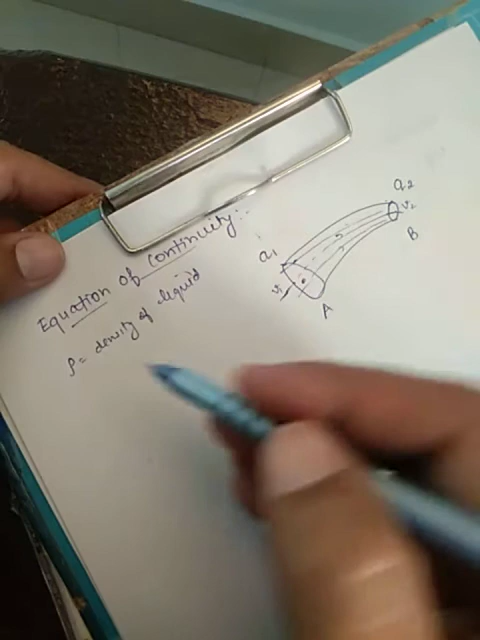 Equation of continuity:-
ρ = density of liquid
a1
v1
A
a2
v2
B